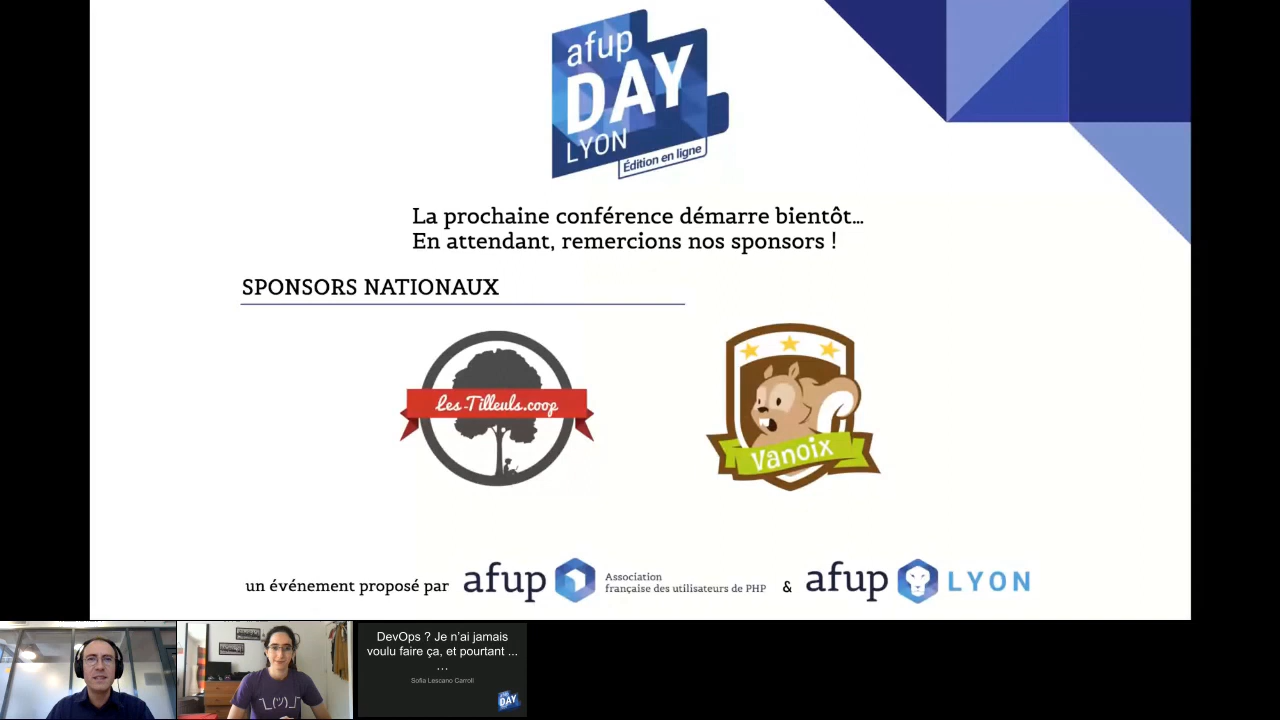 afup
DAY
LYON
Édition en ligne
La prochaine conférence démarre bientôt...
En attendant, remercions nos sponsors !
SPONSORS NATIONAUX
Les-Tilleuls.coop
Vanoix
un événement proposé par
afup
Association
française des utilisateurs de PHP
&
afup
LYON
¯\_(ツ)_/¯
DevOps ? Je n'ai jamais
voulu faire ça, et pourtant ...
...
Sofia Lescano Carroll
afup
DAY